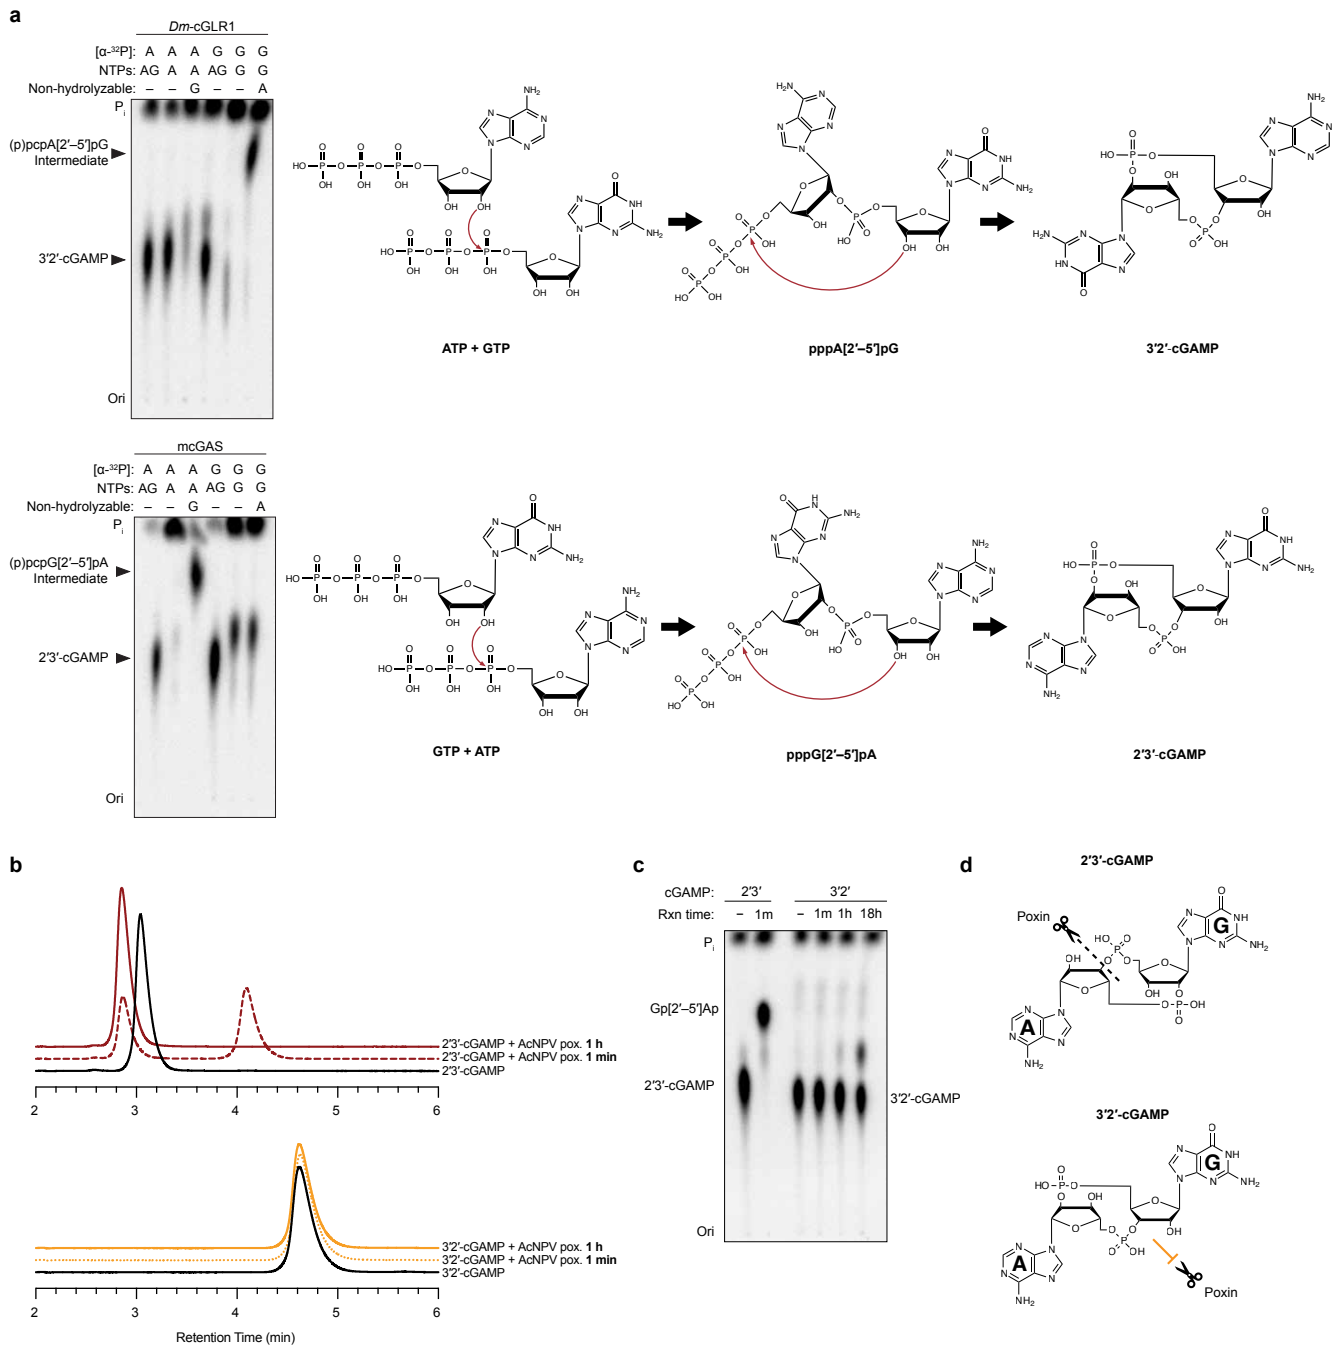 a
Dm-cGLR1
[α-³²P]: A A A G G G
NTPs: AG A A AG G G
Non-hydrolyzable: – – G – – A
Pi
(p)pcpA[2′–5′]pG
Intermediate
3′2′-cGAMP
Ori
ATP + GTP
pppA[2′–5′]pG
3′2′-cGAMP
mcGAS
[α-³²P]: A A A G G G
NTPs: AG A A AG G G
Non-hydrolyzable: – – G – – A
Pi
(p)pcpG[2′–5′]pA
Intermediate
2′3′-cGAMP
Ori
GTP + ATP
pppG[2′–5′]pA
2′3′-cGAMP
b
2′3′-cGAMP + AcNPV pox. 1 h
2′3′-cGAMP + AcNPV pox. 1 min
2′3′-cGAMP
2 3 4 5 6
3′2′-cGAMP + AcNPV pox. 1 h
3′2′-cGAMP + AcNPV pox. 1 min
3′2′-cGAMP
2 3 4 5 6
Retention Time (min)
c
cGAMP: 2′3′ 3′2′
Rxn time: – 1m – 1m 1h 18h
Pi
Gp[2′–5′]Ap
2′3′-cGAMP
3′2′-cGAMP
Ori
d
2′3′-cGAMP
Poxin
G
A
3′2′-cGAMP
G
A
Poxin